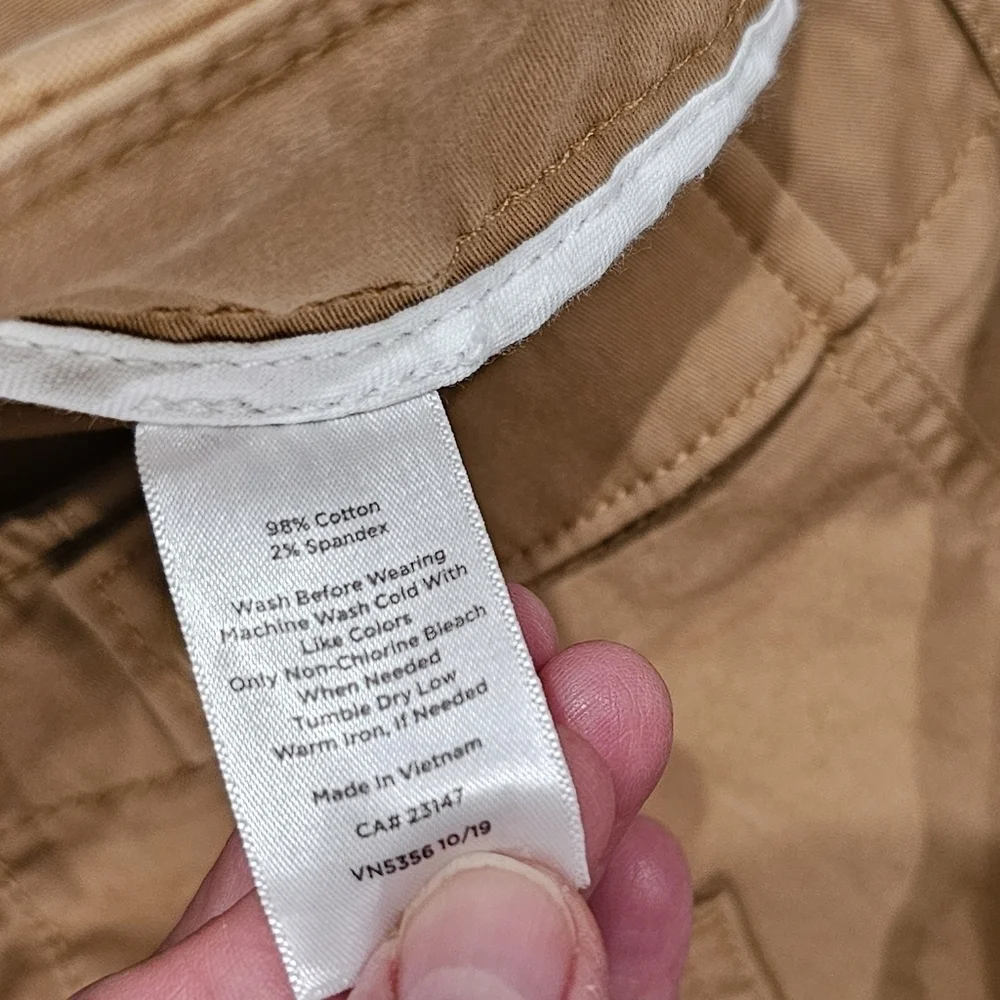 98% Cotton
2% Spandex
Wash Before Wearing
Machine Wash Cold With
Like Colors
Only Non-Chlorine Bleach
When Needed
Tumble Dry Low
Warm Iron, If Needed
Made In Vietnam
CA# 23147
VN5356 10/19